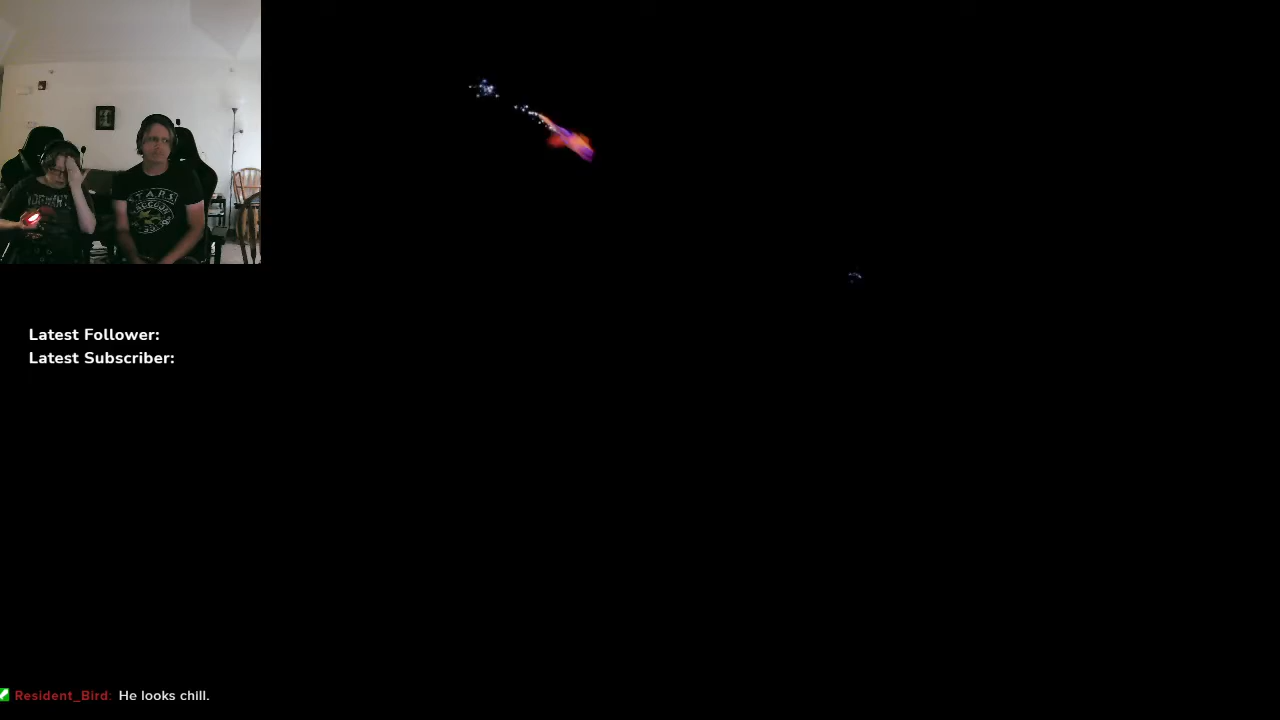 S.T.A.R.S.
Latest Follower:
Latest Subscriber:
Resident_Bird: He looks chill.